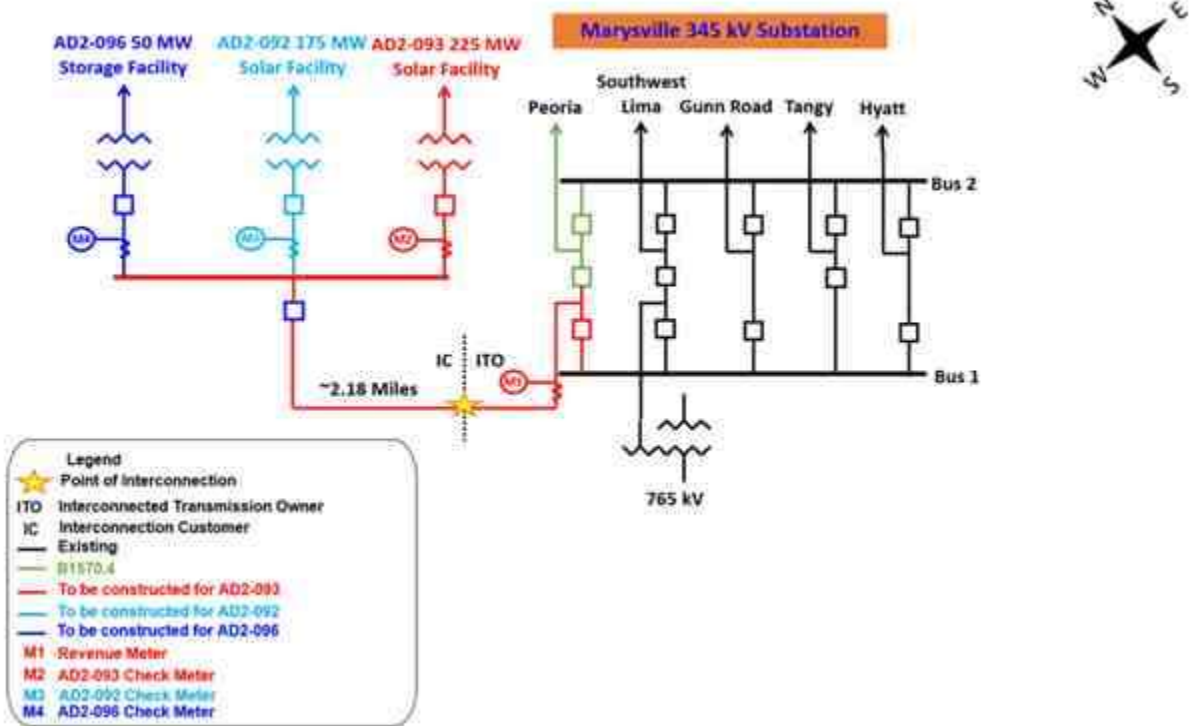 Marysville 345 kV Substation
N
E
W
S
AD2-096 50 MW
Storage Facility
AD2-092 175 MW
Solar Facility
AD2-093 225 MW
Solar Facility
Peoria
Southwest
Lima
Gunn Road
Tangy
Hyatt
Bus 2
M4
M3
M2
IC
ITO
M1
~2.18 Miles
Bus 1
765 kV
Legend
Point of Interconnection
ITO Interconnected Transmission Owner
IC Interconnection Customer
Existing
B1570.4
To be constructed for AD2-093
To be constructed for AD2-092
To be constructed for AD2-096
M1 Revenue Meter
M2 AD2-093 Check Meter
M3 AD2-092 Check Meter
M4 AD2-096 Check Meter